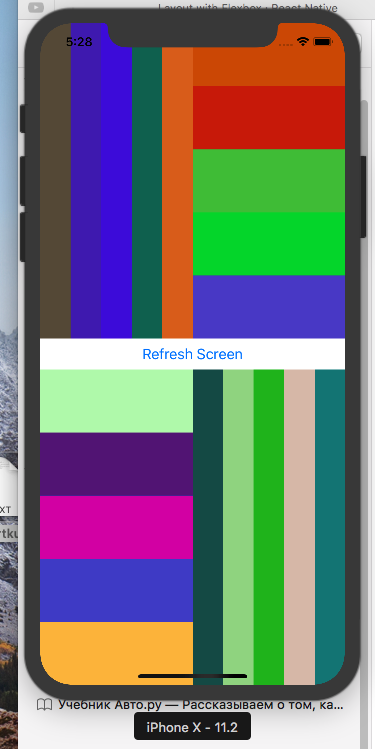 Layout with Flexbox · React Native
5:28
Refresh Screen
XT
Учебник Авто.ру — Рассказываем о том, ка...
iPhone X - 11.2